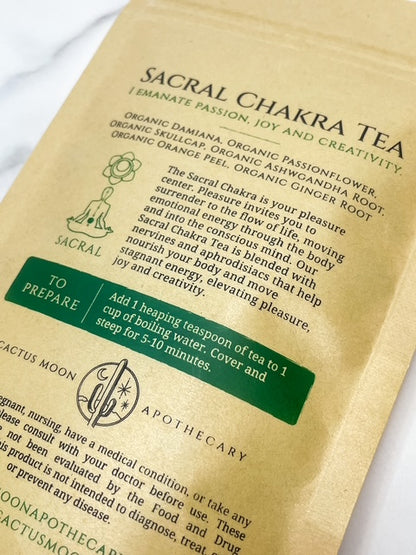 SACRAL CHAKRA TEA
| EMANATE PASSION, JOY AND CREATIVITY.
ORGANIC DAMIANA, ORGANIC PASSIONFLOWER,
ORGANIC SKULLCAP, ORGANIC ASHWGANDHA ROOT.
ORGANIC ORANGE PEEL, ORGANIC GINGER ROOT
The Sacral Chakra is your pleasure
center. Pleasure invites you to
surrender to the flow of life, moving
emotional energy through the body
and into the conscious mind. Our
Sacral Chakra Tea is blended with
nervines and aphrodisiacs that help
nourish your body and move
stagnant energy, elevating pleasure,
joy and creativity.
SACRAL
TO
PREPARE
Add 1 heaping teaspoon of tea to 1
cup of boiling water. Cover and
steep for 5-10 minutes.
CACTUS MOON
APOTHECARY
nursing, have a medical condition, or take any
please consult with your doctor before use. These
not been evaluated by the Food and Drug
this product is not intended to diagnose, treat,
or prevent any disease.